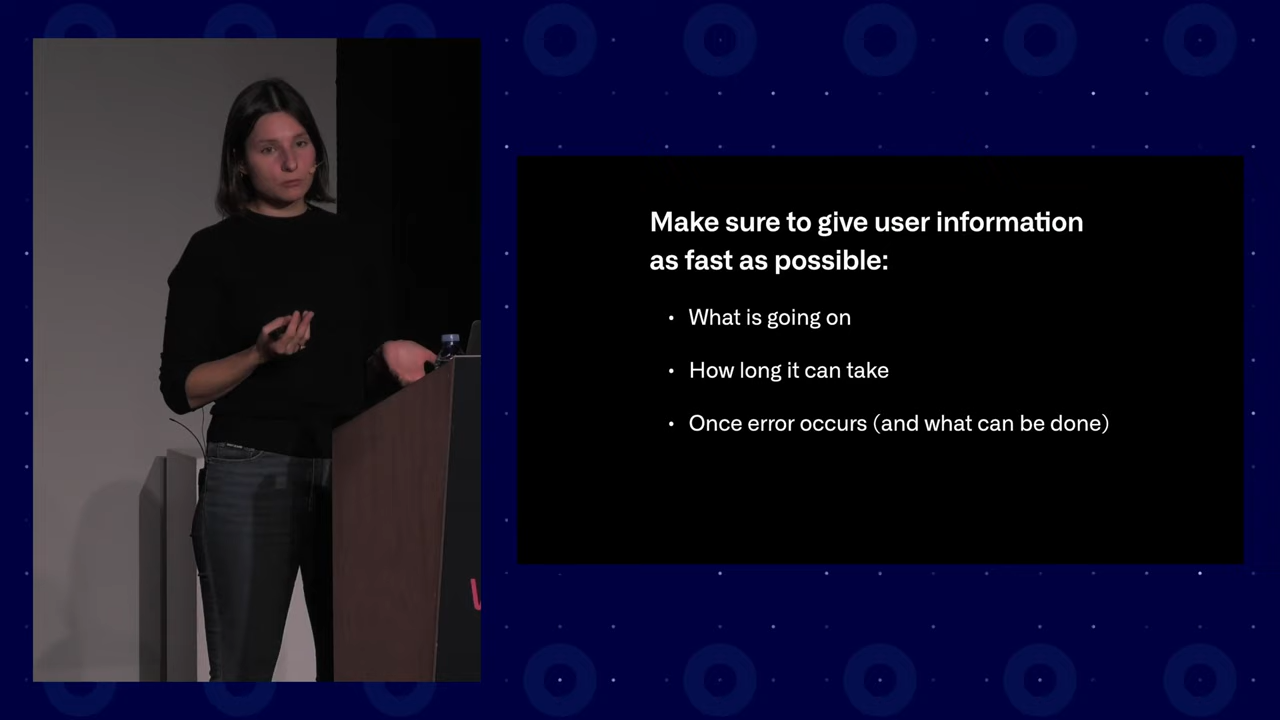 Make sure to give user information
as fast as possible:
• What is going on
• How long it can take
• Once error occurs (and what can be done)